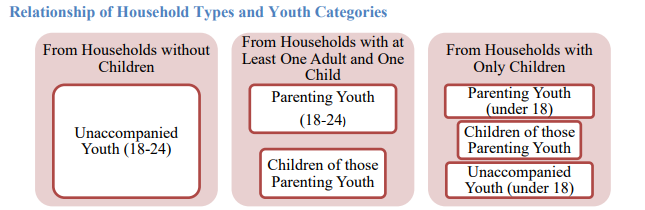 Relationship of Household Types and Youth Categories
From Households without
Children
Unaccompanied
Youth (18-24)
From Households with at
Least One Adult and One
Child
Parenting Youth
(18-24)
Children of those
Parenting Youth
From Households with
Only Children
Parenting Youth
(under 18)
Children of those
Parenting Youth
Unaccompanied
Youth (under 18)